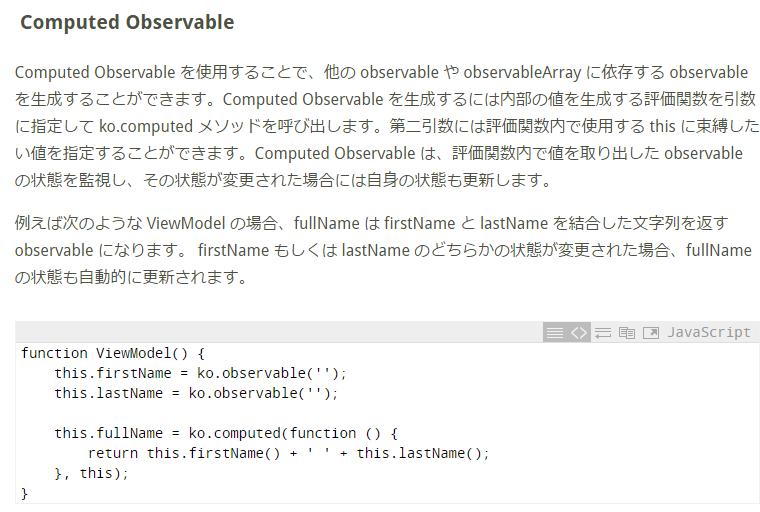 Computed Observable
Computed Observable を使用することで、他の observable や observableArray に依存する observable
を生成することができます。Computed Observable を生成するには内部の値を生成する評価関数を引数
に指定して ko.computed メソッドを呼び出します。第二引数には評価関数内で使用する this に束縛した
い値を指定することができます。Computed Observable は、評価関数内で値を取り出した observable
の状態を監視し、その状態が変更された場合には自身の状態も更新します。
例えば次のような ViewModel の場合、fullName は firstName と lastName を結合した文字列を返す
observable になります。 firstName もしくは lastName のどちらかの状態が変更された場合、fullName
の状態も自動的に更新されます。
JavaScript
function ViewModel() {
    this.firstName = ko.observable('');
    this.lastName = ko.observable('');

    this.fullName = ko.computed(function () {
        return this.firstName() + ' ' + this.lastName();
    }, this);
}